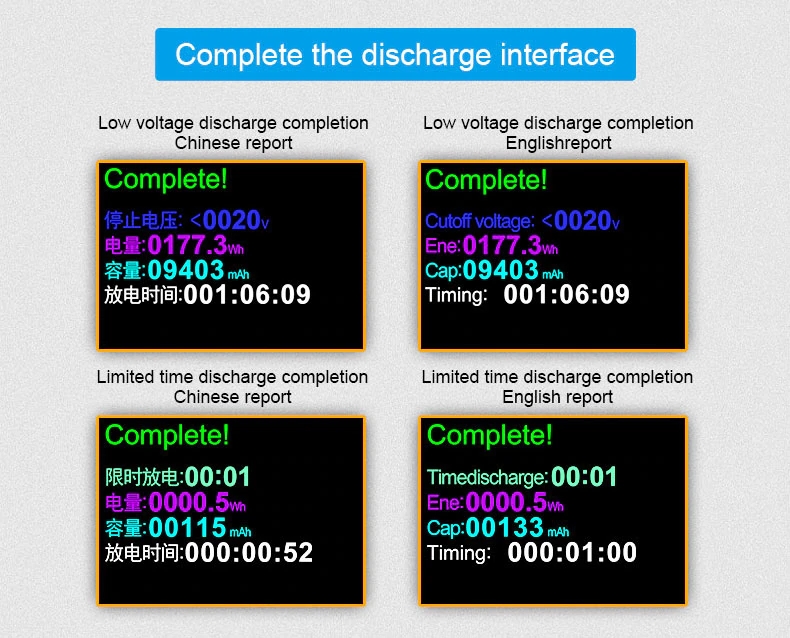 Complete the discharge interface
Low voltage discharge completion
Chinese report
Complete!
停止电压: <0020V
电量:0177.3Wh
容量:09403 mAh
放电时间:001:06:09
Low voltage discharge completion
Englishreport
Complete!
Cutoff voltage: <0020V
Ene:0177.3Wh
Cap:09403 mAh
Timing: 001:06:09
Limited time discharge completion
Chinese report
Complete!
限时放电:00:01
电量:0000.5Wh
容量:00115 mAh
放电时间:000:00:52
Limited time discharge completion
English report
Complete!
Timedischarge:00:01
Ene:0000.5Wh
Cap:00133 mAh
Timing: 000:01:00